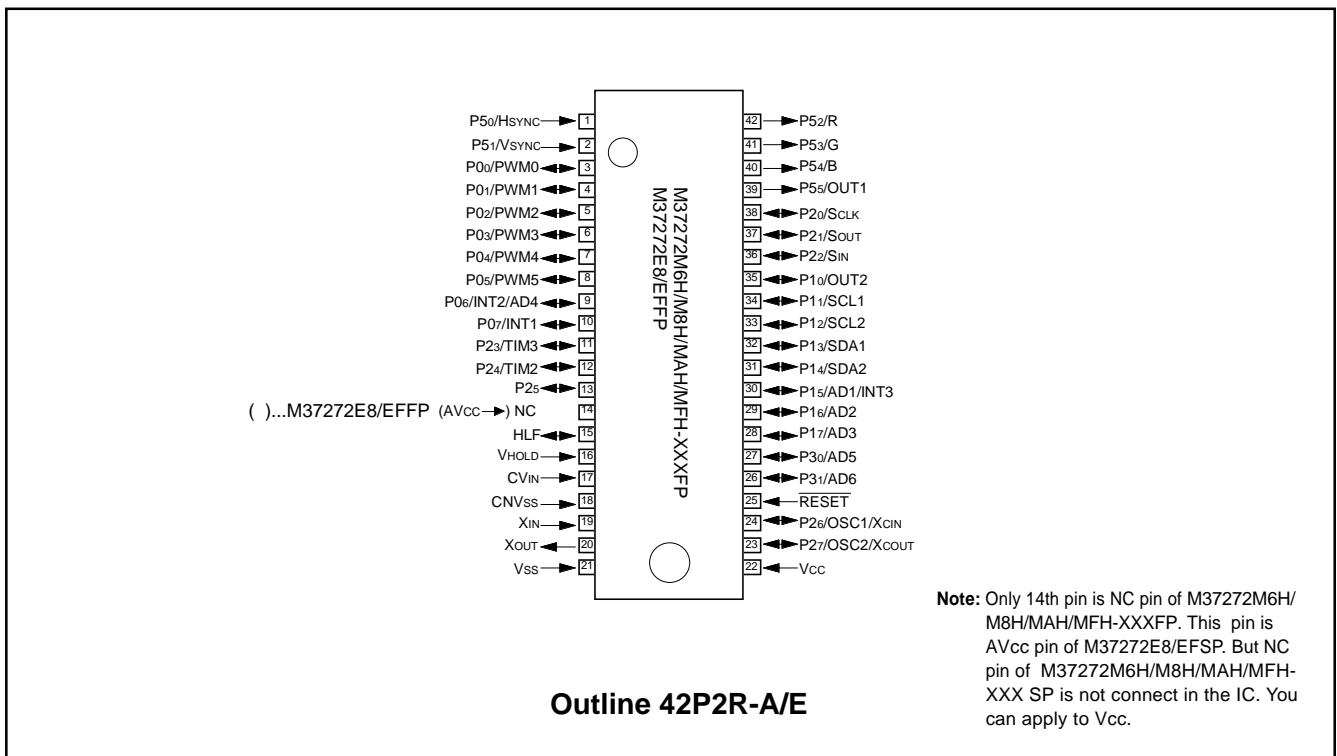 P50/HSYNC 1
P51/VSYNC 2
P00/PWM0 3
P01/PWM1 4
P02/PWM2 5
P03/PWM3 6
P04/PWM4 7
P05/PWM5 8
P06/INT2/AD4 9
P07/INT1 10
P23/TIM3 11
P24/TIM2 12
P25 13
( )...M37272E8/EFFP (AVCC ) NC 14
HLF 15
VHOLD 16
CVIN 17
CNVSS 18
XIN 19
XOUT 20
VSS 21
M37272M6H/M8H/MAH/MFH-XXXFP
M37272E8/EFFP
42 P52/R
41 P53/G
40 P54/B
39 P55/OUT1
38 P20/SCLK
37 P21/SOUT
36 P22/SIN
35 P10/OUT2
34 P11/SCL1
33 P12/SCL2
32 P13/SDA1
31 P14/SDA2
30 P15/AD1/INT3
29 P16/AD2
28 P17/AD3
27 P30/AD5
26 P31/AD6
25 RESET
24 P26/OSC1/XCIN
23 P27/OSC2/XCOUT
22 VCC
Note: Only 14th pin is NC pin of M37272M6H/
M8H/MAH/MFH-XXXFP. This pin is
AVcc pin of M37272E8/EFSP. But NC
pin of M37272M6H/M8H/MAH/MFH-
XXX SP is not connect in the IC. You
can apply to Vcc.
Outline 42P2R-A/E